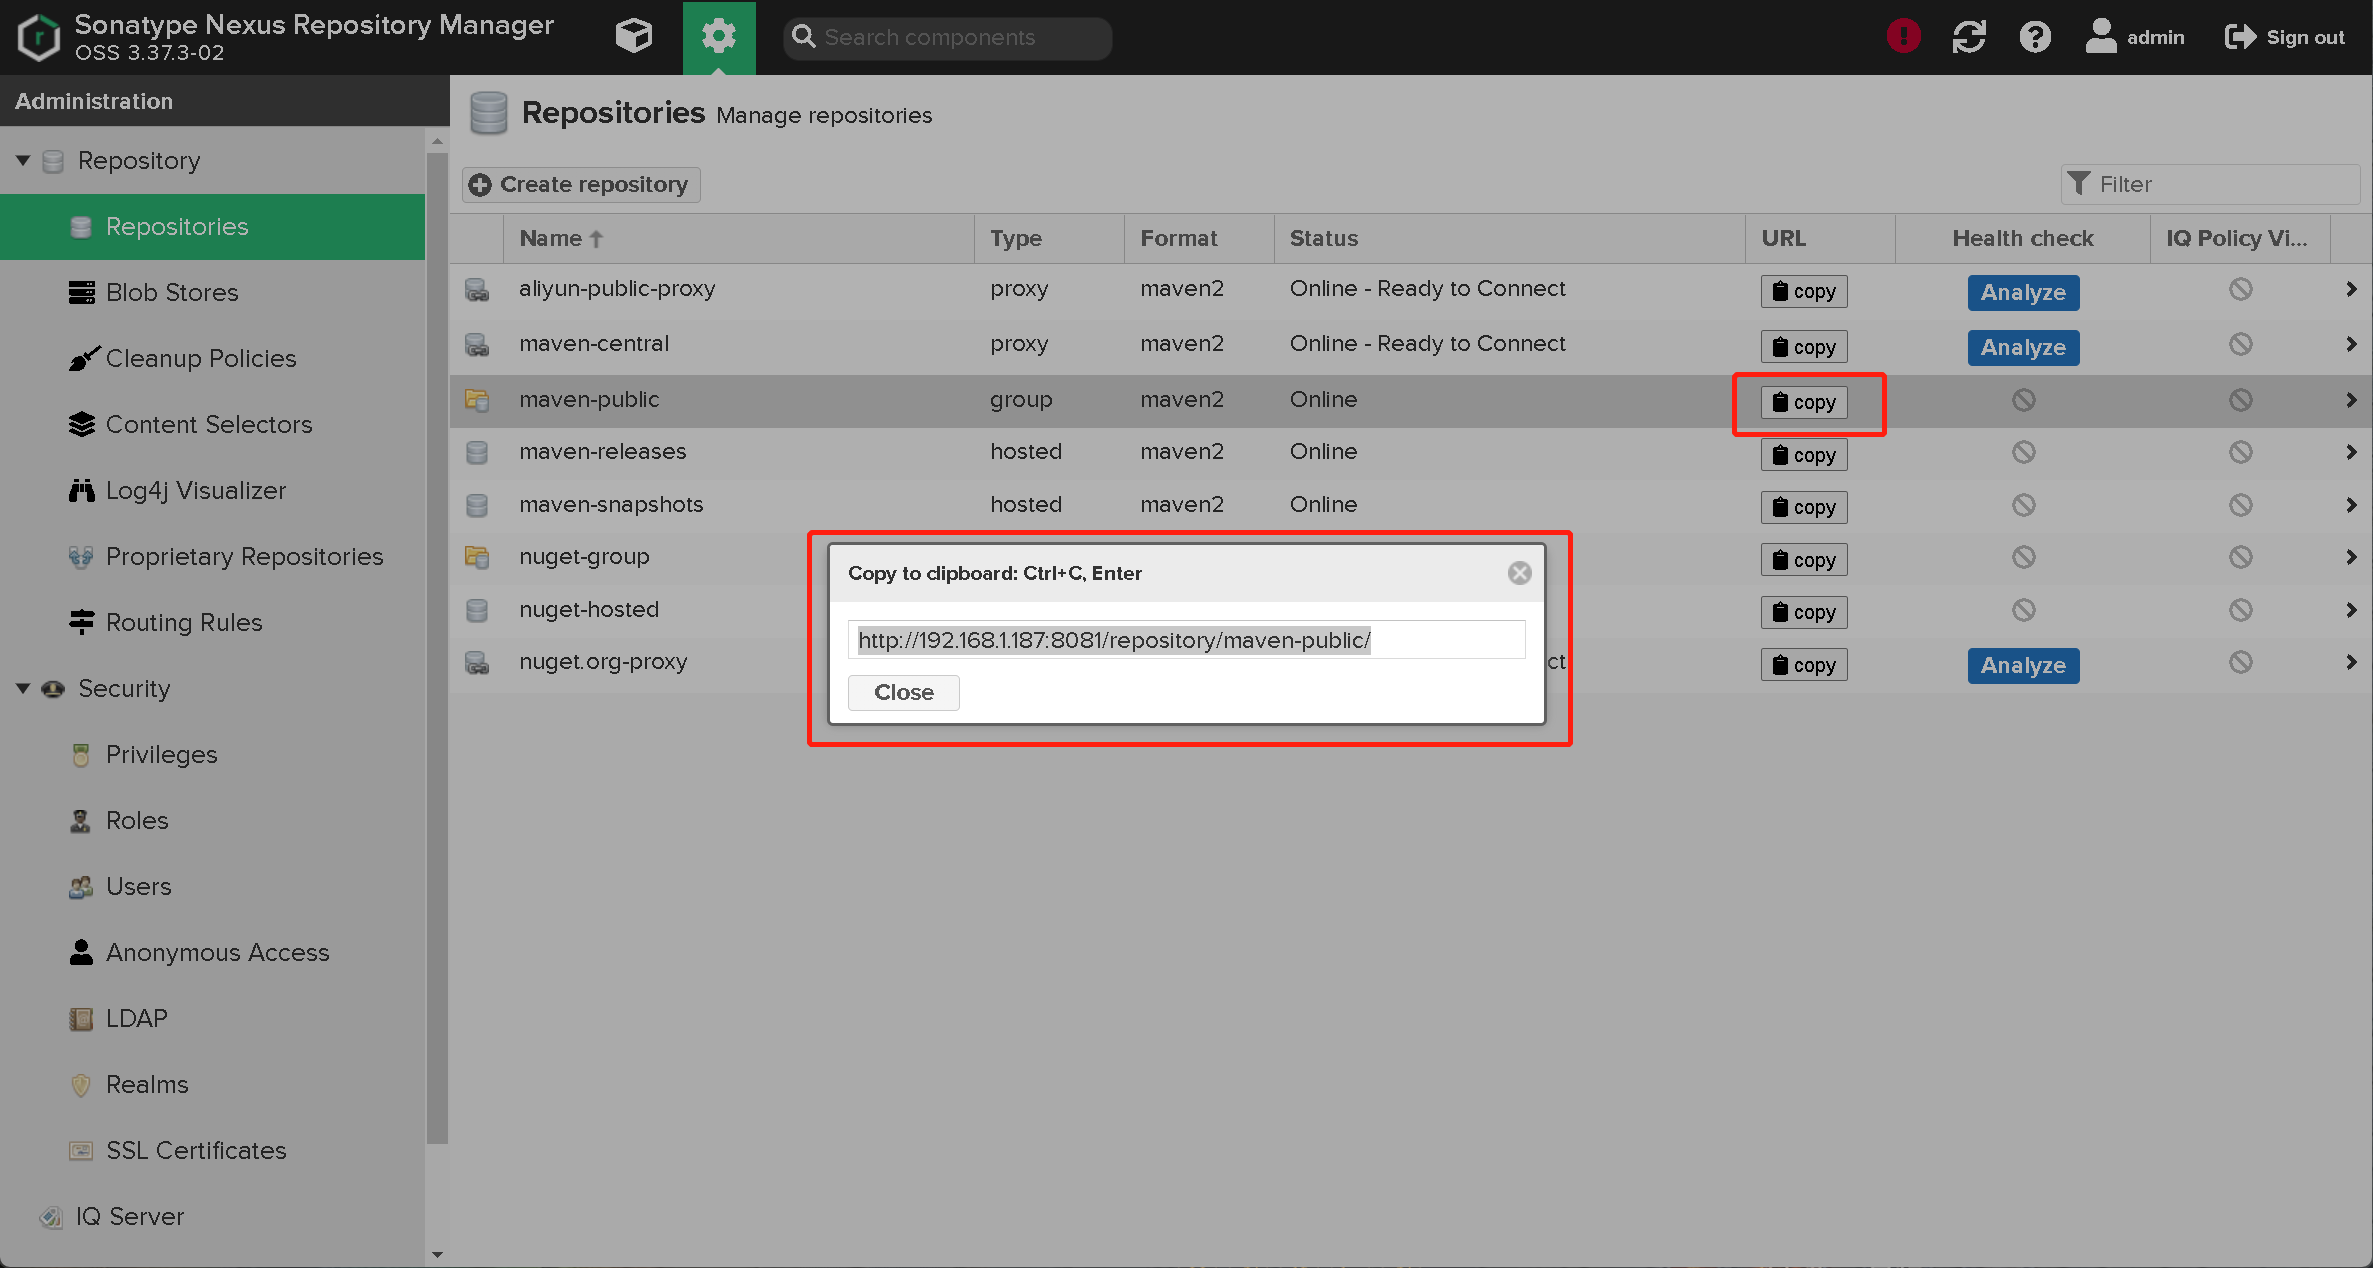 Sonatype Nexus Repository Manager
OSS 3.37.3-02
Search components
admin
Sign out
Administration
Repository
Repositories
Blob Stores
Cleanup Policies
Content Selectors
Log4j Visualizer
Proprietary Repositories
Routing Rules
Security
Privileges
Roles
Users
Anonymous Access
LDAP
Realms
SSL Certificates
IQ Server
Repositories Manage repositories
Create repository
Filter
Name Type Format Status URL Health check IQ Policy Vi...
aliyun-public-proxy proxy maven2 Online - Ready to Connect copy Analyze
maven-central proxy maven2 Online - Ready to Connect copy Analyze
maven-public group maven2 Online copy
maven-releases hosted maven2 Online copy
maven-snapshots hosted maven2 Online copy
nuget-group copy
nuget-hosted copy
nuget.org-proxy ct copy Analyze
Copy to clipboard: Ctrl+C, Enter
http://192.168.1.187:8081/repository/maven-public/
Close